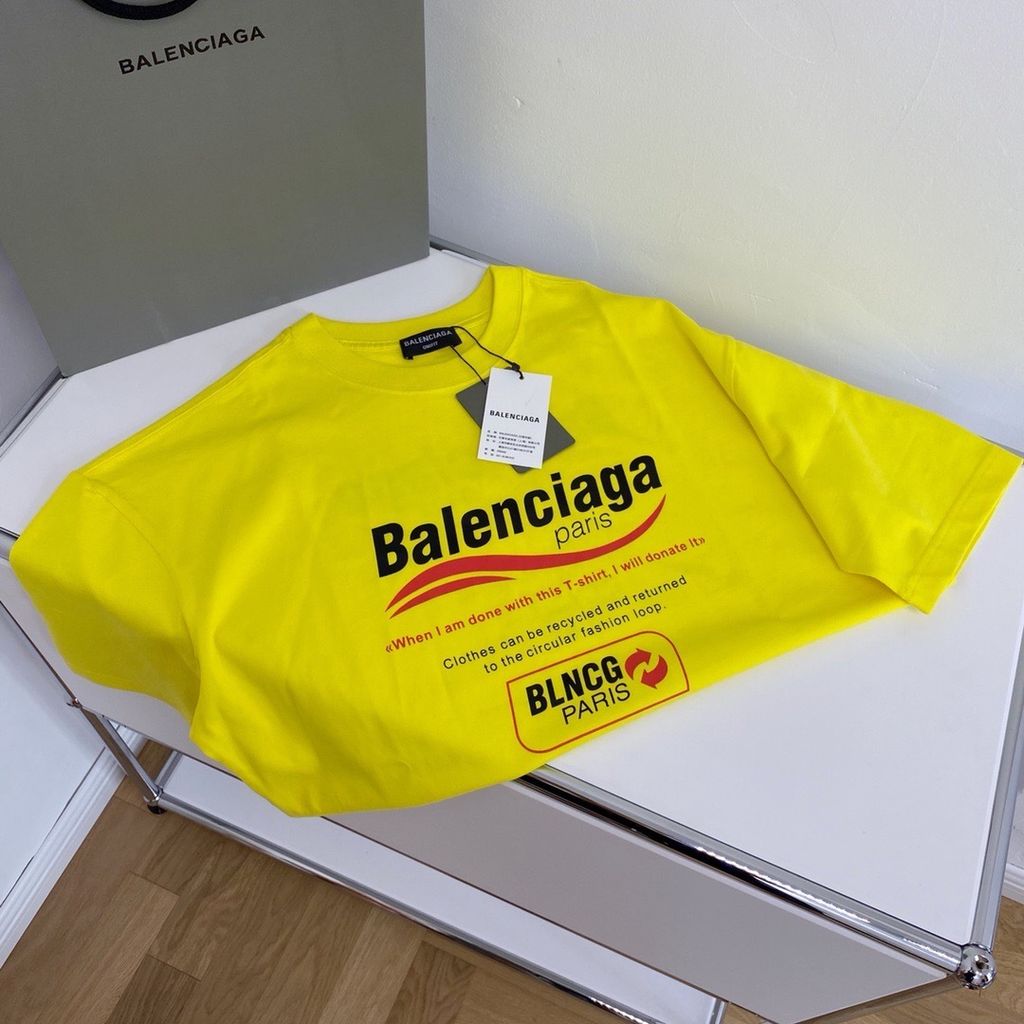 BALENCIAGA
BALENCIAGA
BALENCIAGA
Balenciaga
paris
«When I am done with this T-shirt, I will donate It»
Clothes can be recycled and returned
to the circular fashion loop.
BLNCG
PARIS